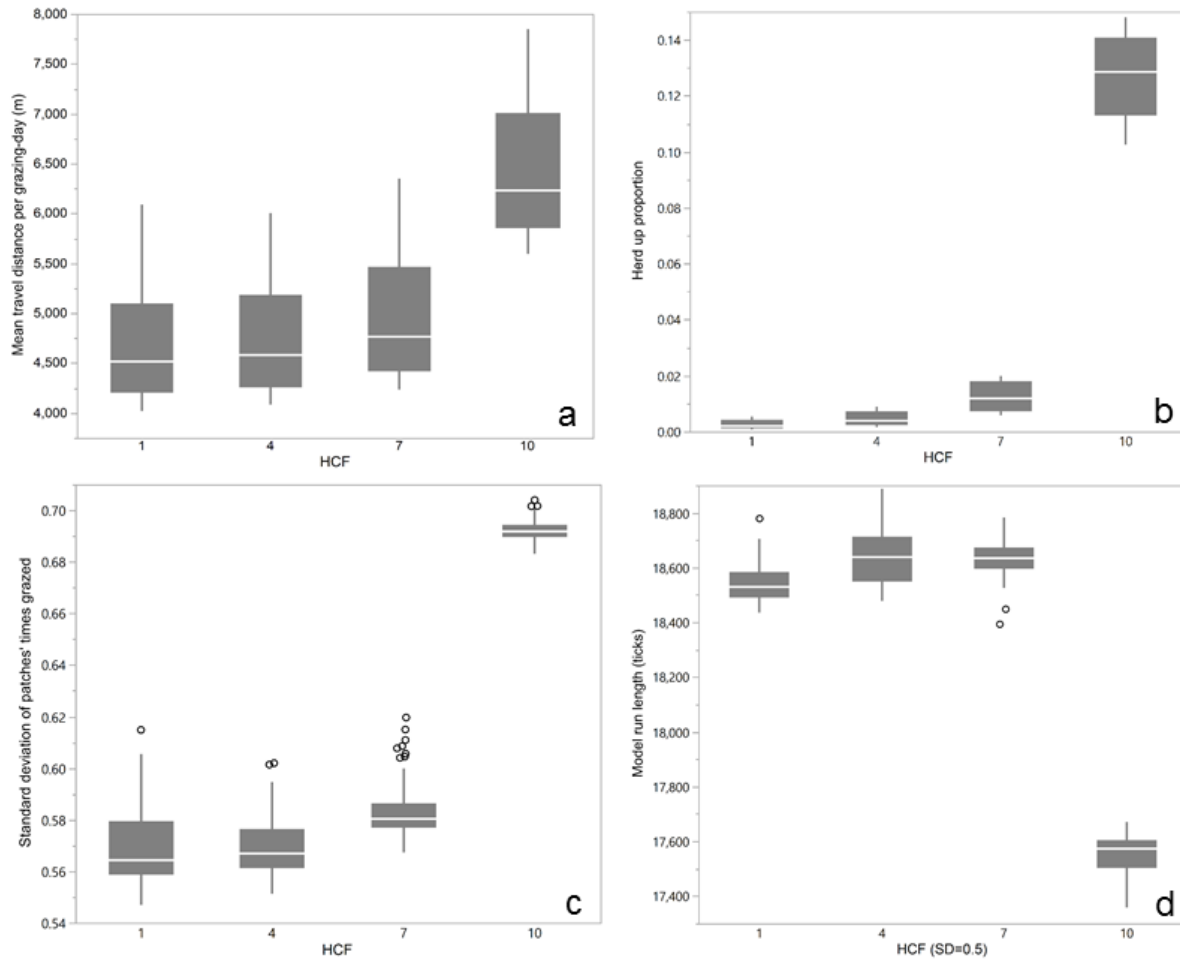 Mean travel distance per grazing-day (m)
8,000
7,500
7,000
6,500
6,000
5,500
5,000
4,500
4,000
1 4 7 10
HCF
a
Herd up proportion
0.14
0.12
0.10
0.08
0.06
0.04
0.02
0.00
1 4 7 10
HCF
b
Standard deviation of patches' times grazed
0.70
0.68
0.66
0.64
0.62
0.60
0.58
0.56
0.54
1 4 7 10
HCF
c
Model run length (ticks)
18,800
18,600
18,400
18,200
18,000
17,800
17,600
17,400
1 4 7 10
HCF (SD=0.5)
d